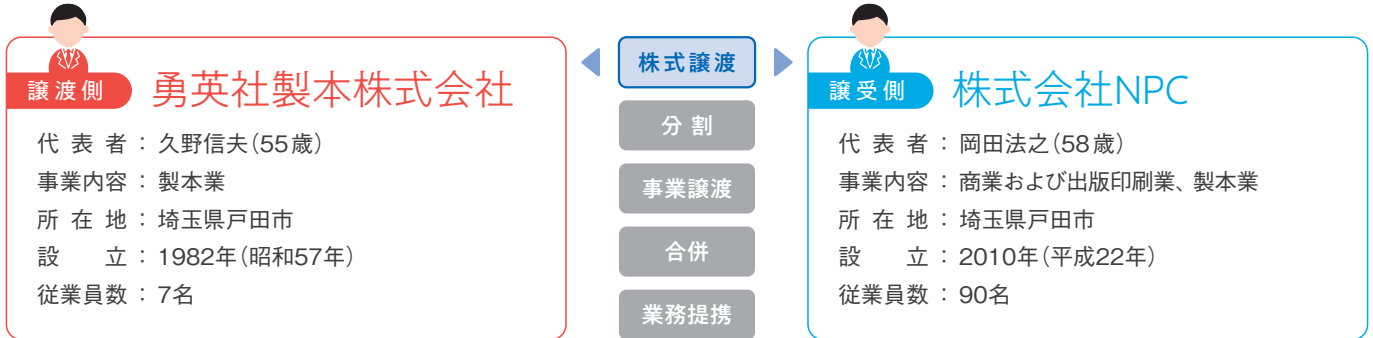 譲渡側 勇英社製本株式会社
代表者：久野信夫（55歳）
事業内容：製本業
所在地：埼玉県戸田市
設立：1982年（昭和57年）
従業員数：7名
株式譲渡
分割
事業譲渡
合併
業務提携
譲受側 株式会社NPC
代表者：岡田法之（58歳）
事業内容：商業および出版印刷業、製本業
所在地：埼玉県戸田市
設立：2010年（平成22年）
従業員数：90名